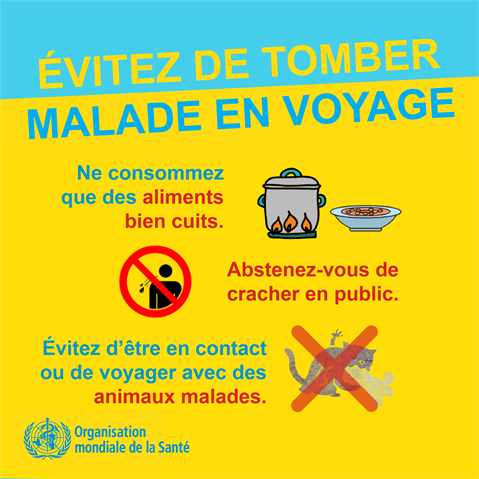 ÉVITEZ DE TOMBER
MALADE EN VOYAGE
Ne consommez
que des aliments
bien cuits.
Abstenez-vous de
cracher en public.
Évitez d'être en contact
ou de voyager avec des
animaux malades.
Organisation
mondiale de la Santé